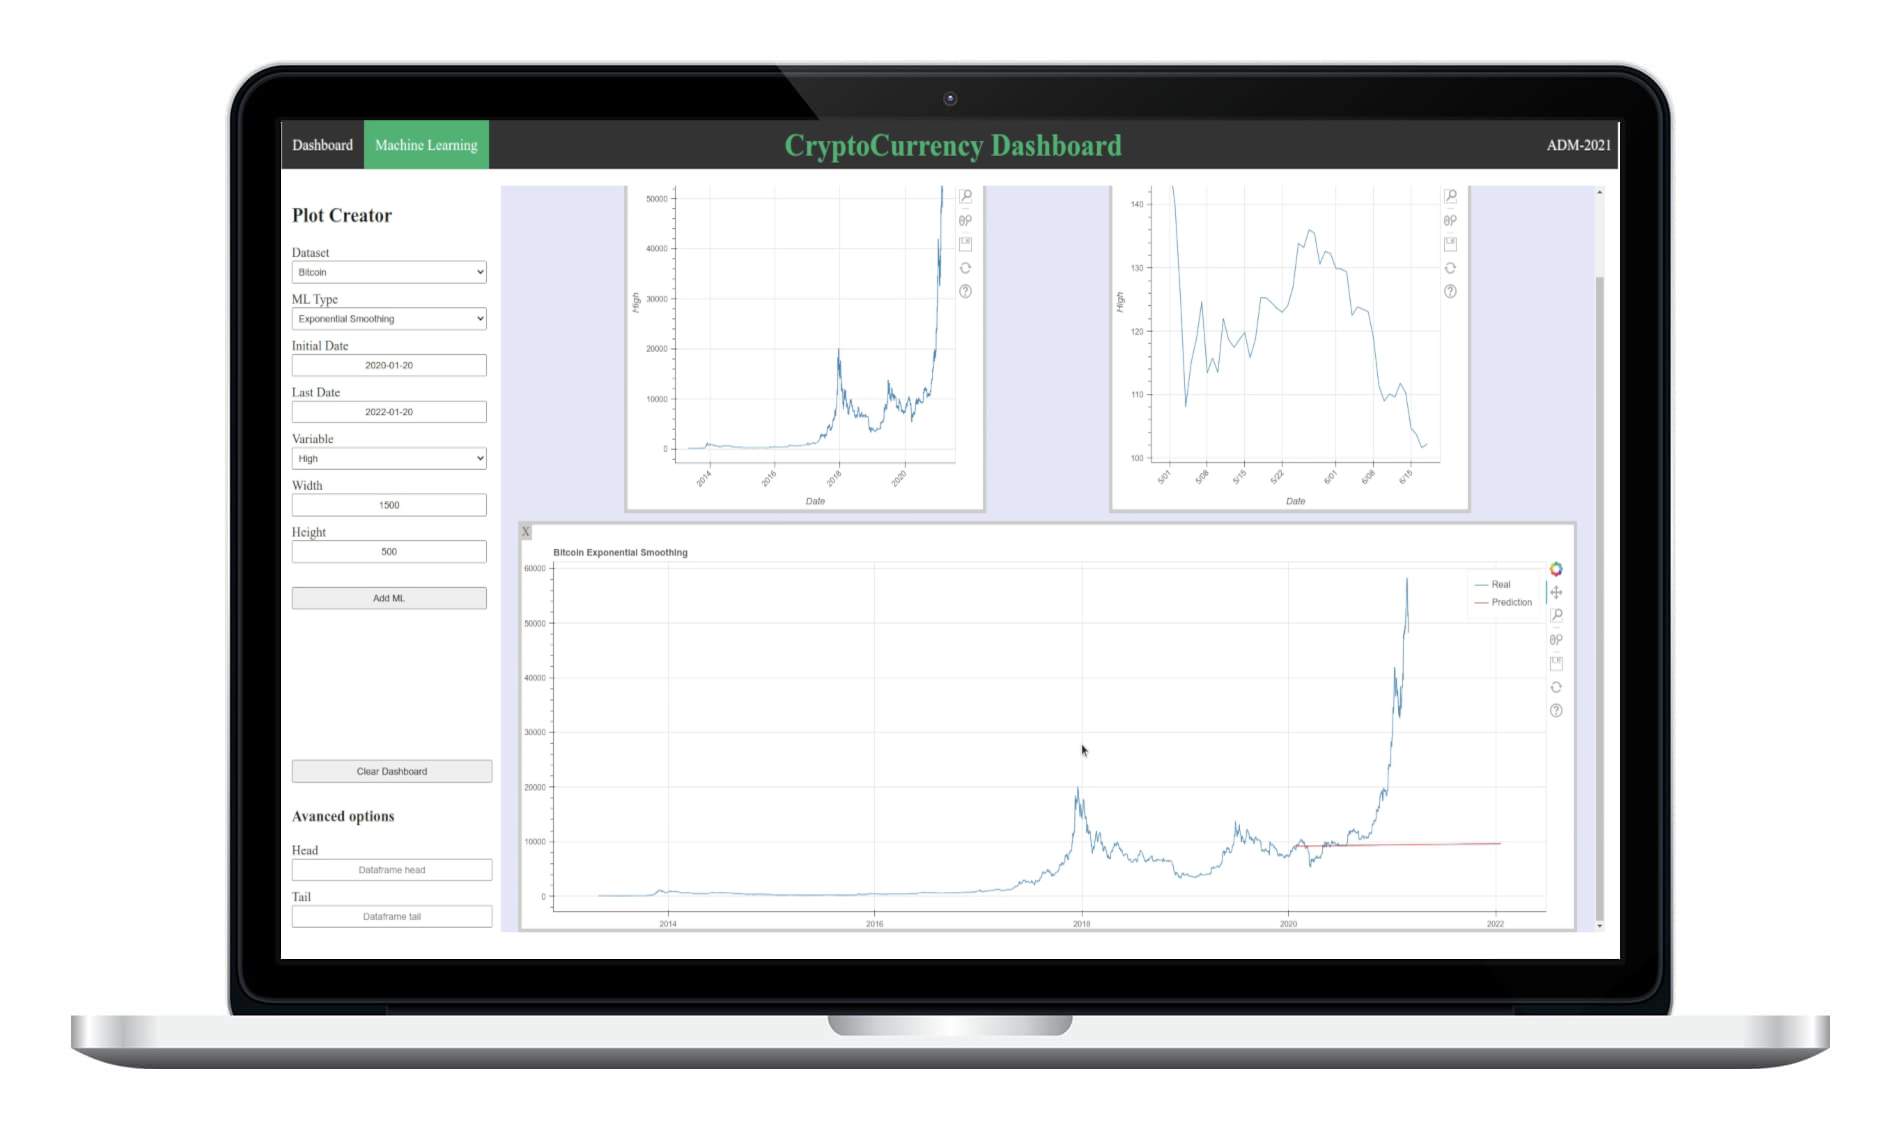 Dashboard
Machine Learning
CryptoCurrency Dashboard
ADM-2021
Plot Creator
Dataset
Bitcoin
ML Type
Exponential Smoothing
Initial Date
2020-01-20
Last Date
2022-01-20
Variable
High
Width
1500
Height
500
Add ML
Clear Dashboard
Avanced options
Head
Dataframe head
Tail
Dataframe tail
50000
40000
30000
20000
10000
0
High
2014
2016
2018
2020
Date
140
130
120
110
100
High
5/01
5/08
5/15
5/22
6/01
6/08
6/15
Date
X
Bitcoin Exponential Smoothing
60000
50000
40000
30000
20000
10000
0
Real
Prediction
2014
2016
2018
2020
2022